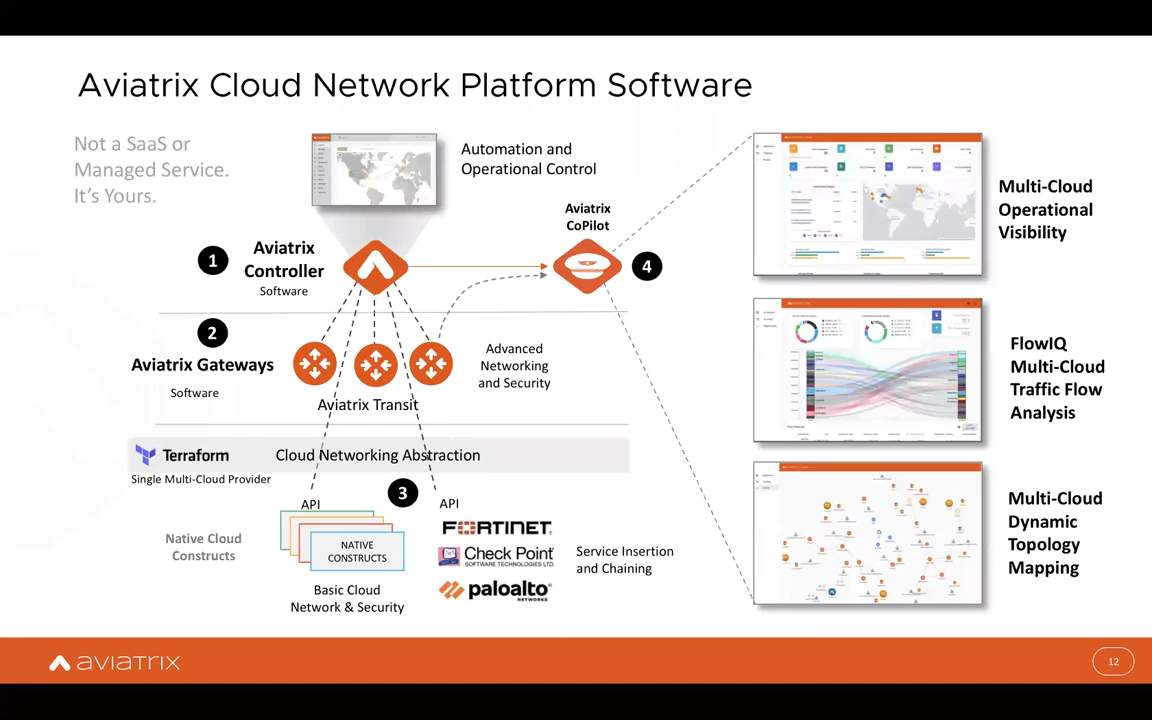 Aviatrix Cloud Network Platform Software
Not a SaaS or
Managed Service.
It's Yours.
Automation and
Operational Control
Aviatrix
CoPilot
1
Aviatrix
Controller
Software
4
2
Aviatrix Gateways
Software
Advanced
Networking
and Security
Aviatrix Transit
Terraform
Cloud Networking Abstraction
Single Multi-Cloud Provider
3
API
API
Native Cloud
Constructs
NATIVE
CONSTRUCTS
Basic Cloud
Network & Security
FORTINET
Check Point
SOFTWARE TECHNOLOGIES LTD.
paloalto
NETWORKS
Service Insertion
and Chaining
Multi-Cloud
Operational
Visibility
FlowIQ
Multi-Cloud
Traffic Flow
Analysis
Multi-Cloud
Dynamic
Topology
Mapping
aviatrix
12